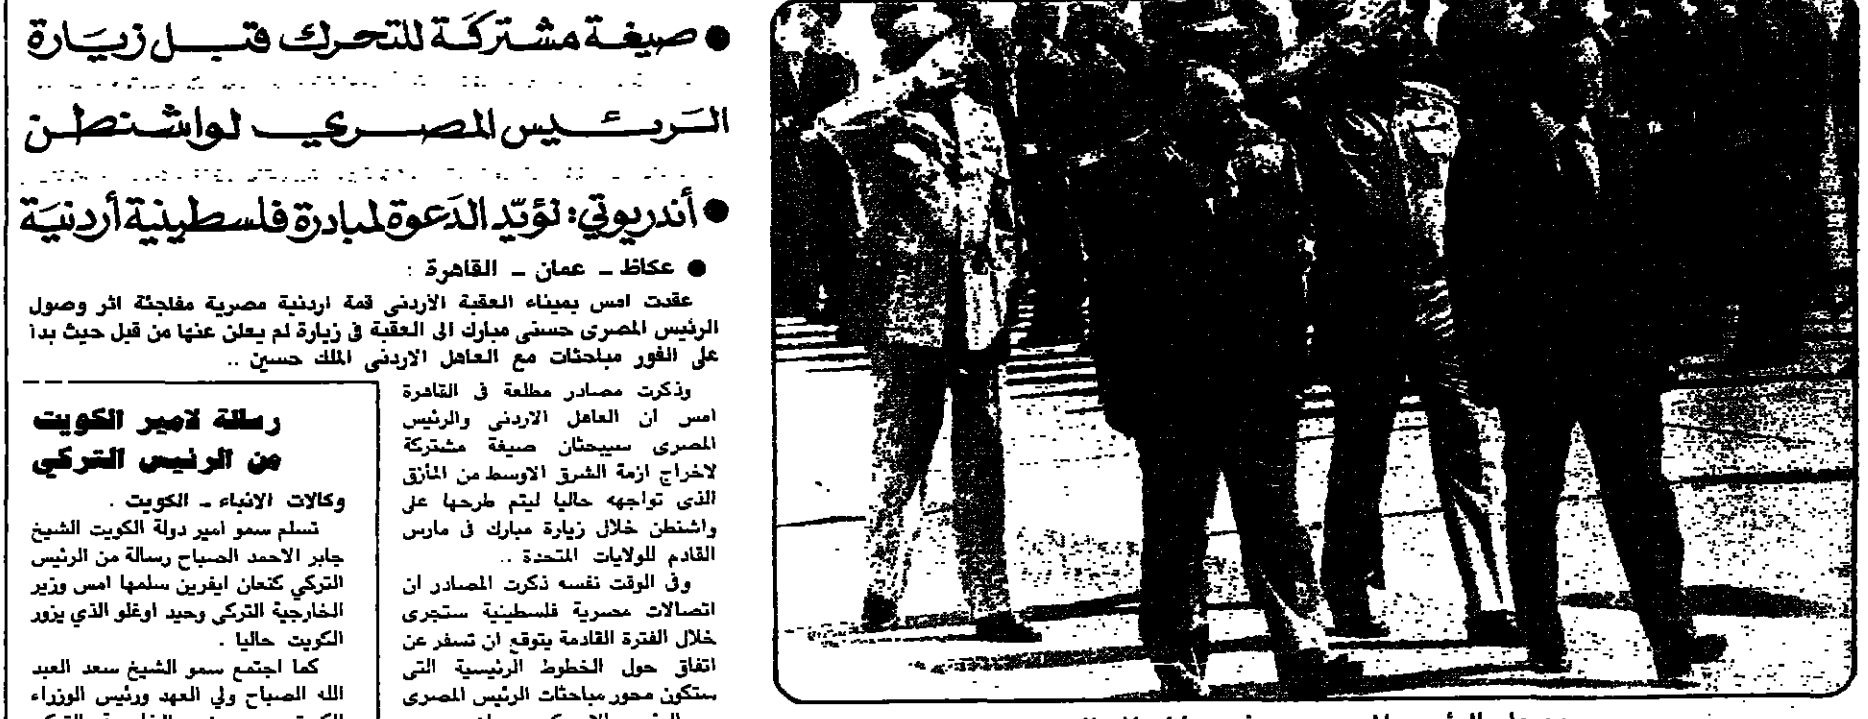 ● صيغة مشتركة للتحرك قبل زيارة
الرئيس المصري لواشنطن
● أندريوتي: نؤيد الدعوة لمبادرة فلسطينية أردنية
● عكاظ - عمان - القاهرة :
عقدت امس بميناء العقبة الأردنى قمة اردنية مصرية مفاجئة اثر وصول
الرئيس المصرى حسنى مبارك الى العقبة فى زيارة لم يعلن عنها من قبل حيث بدا
على الفور مباحثات مع العاهل الاردنى الملك حسين ..
وذكرت مصادر مطلعة فى القاهرة
امس ان العاهل الاردنى والرئيس
المصرى سيبحثان صيغة مشتركة
لاخراج ازمة الشرق الاوسط من المأزق
الذى تواجهه حاليا ليتم طرحها على
واشنطن خلال زيارة مبارك فى مارس
القادم للولايات المتحدة ..
وفى الوقت نفسه ذكرت المصادر ان
اتصالات مصرية فلسطينية ستجرى
خلال الفترة القادمة يتوقع ان تسفر عن
اتفاق حول الخطوط الرئيسية التى
ستكون محور مباحثات الرئيس المصرى
رسالة لامير الكويت
من الرئيس التركي
وكالات الانباء - الكويت .
تسلم سمو امير دولة الكويت الشيخ
جابر الاحمد الصباح رسالة من الرئيس
التركي كنعان ايفرين سلمها امس وزير
الخارجية التركي وحيد اوغلو الذي يزور
الكويت حاليا .
كما اجتمع سمو الشيخ سعد العبد
الله الصباح ولي العهد ورئيس الوزراء